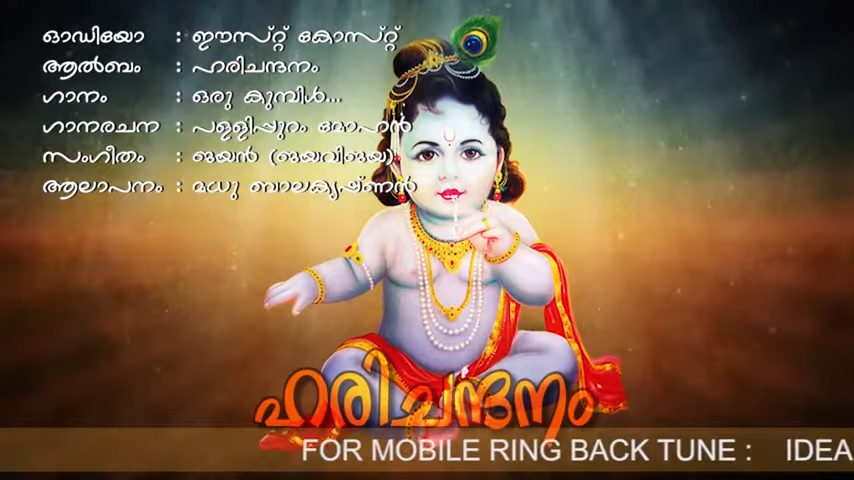 ഓഡിയോ : ഈസ്റ്റ് കോസ്റ്റ്
ആൽബം : ഹരിചന്ദനം
ഗാനം : ഒരു കുമ്പിൾ...
ഗാനരചന : പള്ളിപ്പുറം മോഹൻ
സംഗീതം : ജയൻ (ജയവിജയ)
ആലാപനം : മധു ബാലകൃഷ്ണൻ
ഹരിചന്ദനം
FOR MOBILE RING BACK TUNE : IDEA